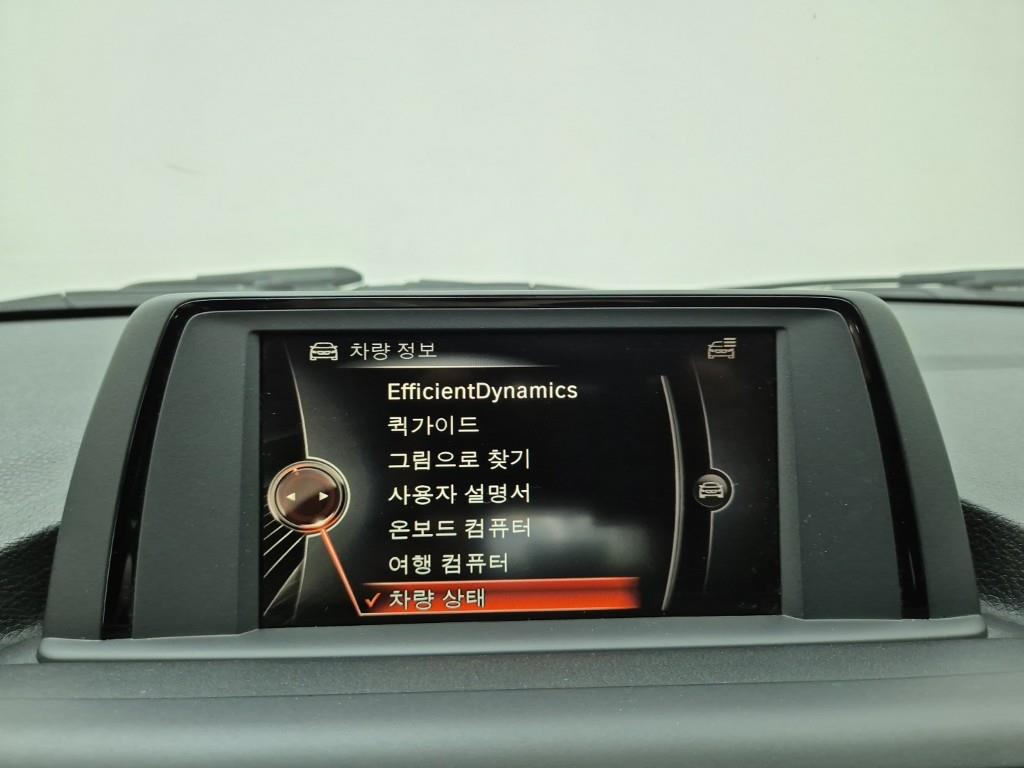 차량 정보
EfficientDynamics
퀵가이드
그림으로 찾기
사용자 설명서
온보드 컴퓨터
여행 컴퓨터
차량 상태